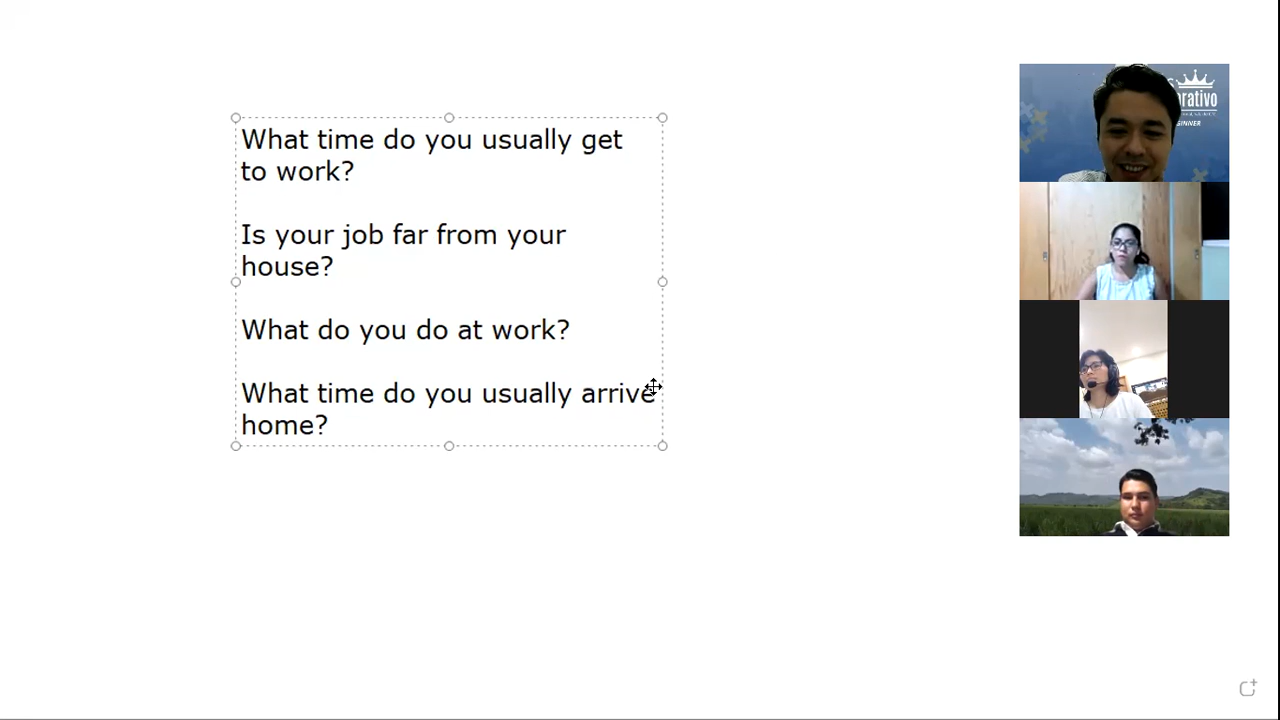 What time do you usually get
to work?
Is your job far from your
house?
What do you do at work?
What time do you usually arrive
home?